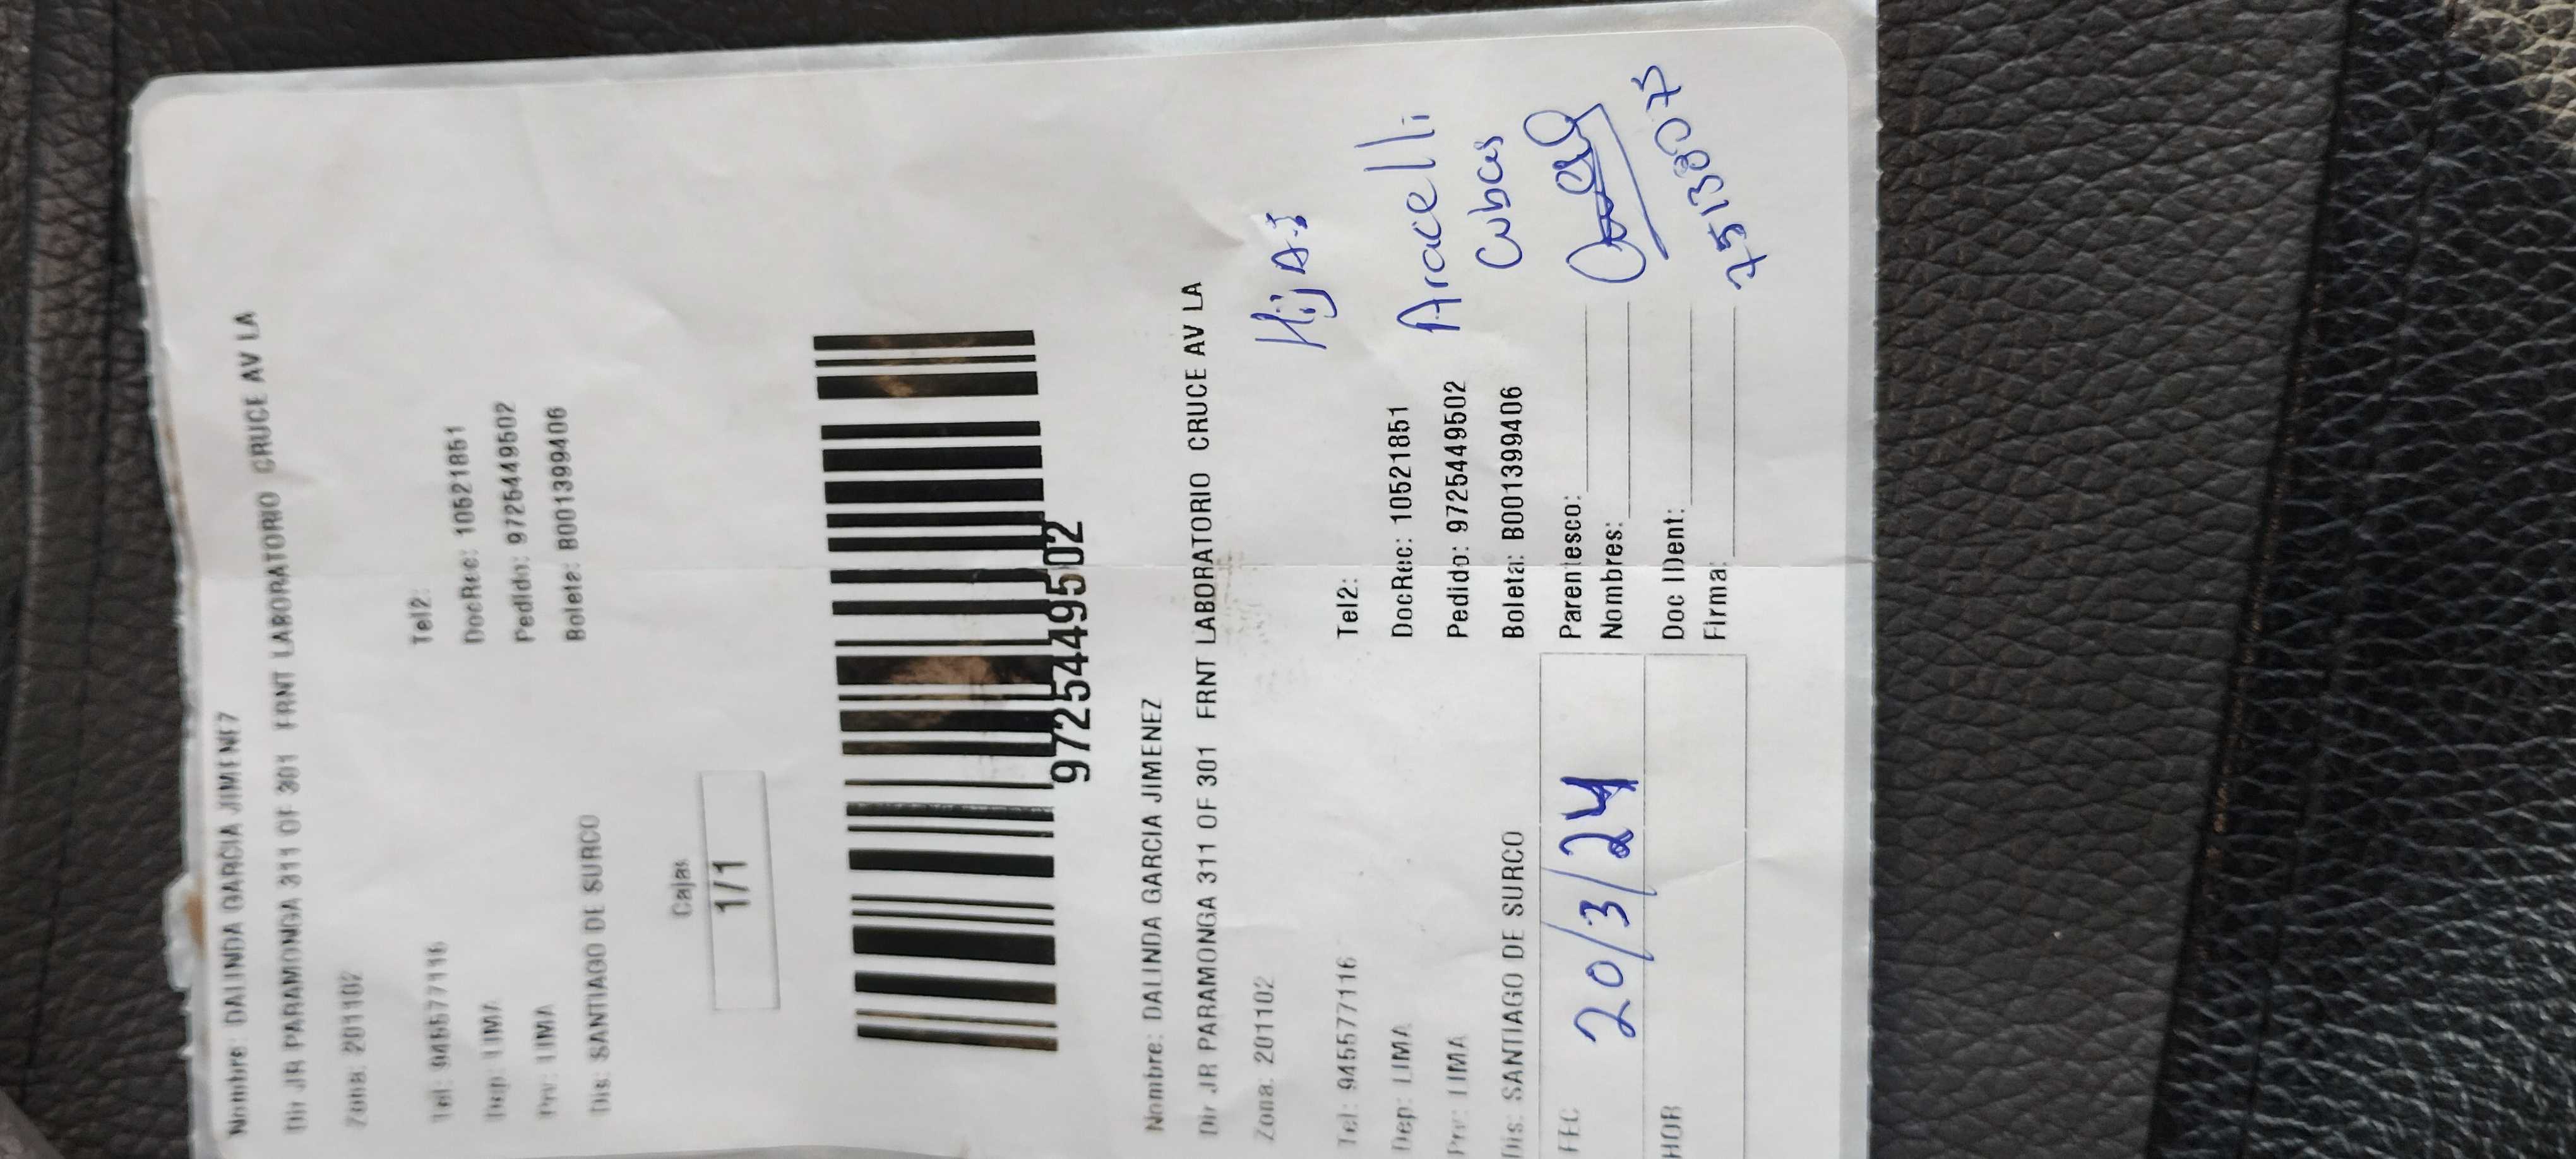 Nombre: DALINDA GARCIA JIMENEZ
Dir JR PARAMONGA 311 OF 301 FRNT LABORATORIO CRUCE AV LA
Zona: 201102
Tel: 945577116 Tel2:
Dep: LIMA DocRec: 10521851
Prv: LIMA Pedido: 9725449502
Dis: SANTIAGO DE SURCO Boleta: B001399406
Cajas
1/1
9725449502
Nombre: DALINDA GARCIA JIMENEZ
Dir JR PARAMONGA 311 OF 301 FRNT LABORATORIO CRUCE AV LA
Zona: 201102
Hija
Tel: 945577116 Tel2:
Dep: LIMA DocRec: 10521851 Aracelli
Prv: LIMA Pedido: 9725449502 Cubas
Dis: SANTIAGO DE SURCO Boleta: B001399406
FEC 20/3/24 Parentesco:
Nombres:
HOR Doc IDent:
Firma: